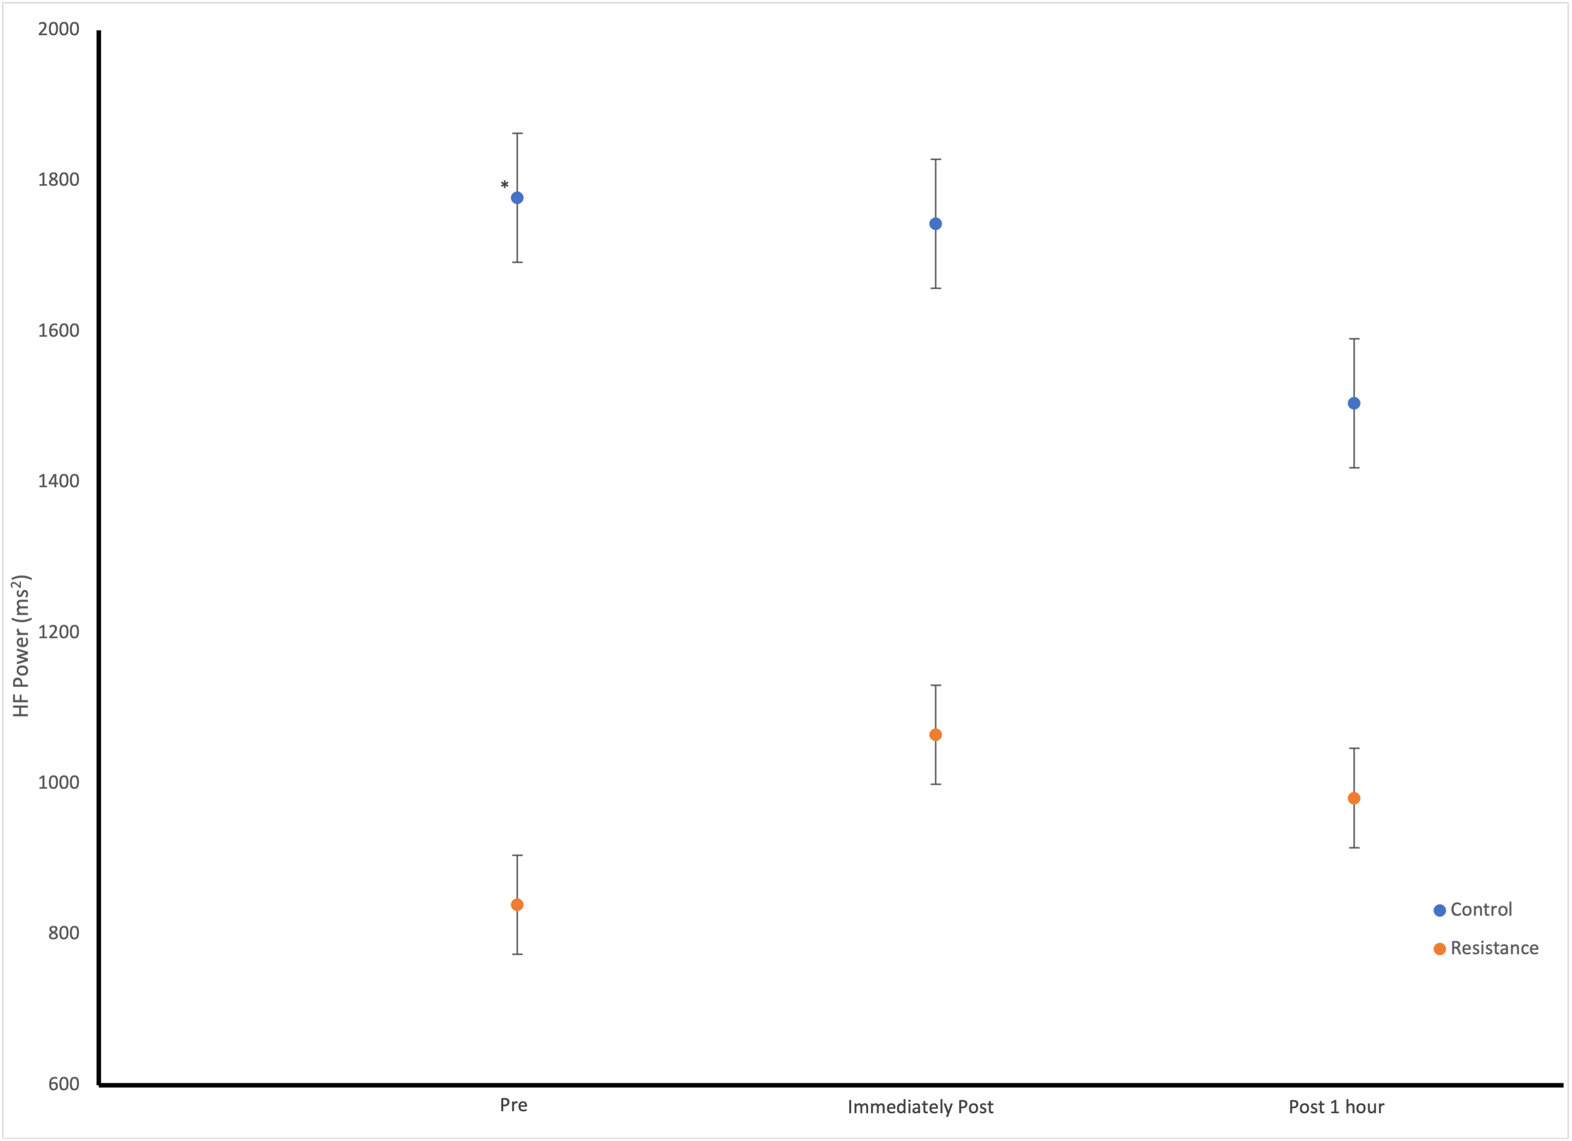 2000
1800
1600
1400
1200
1000
800
600
HF Power (ms²)
*
Pre
Immediately Post
Post 1 hour
Control
Resistance